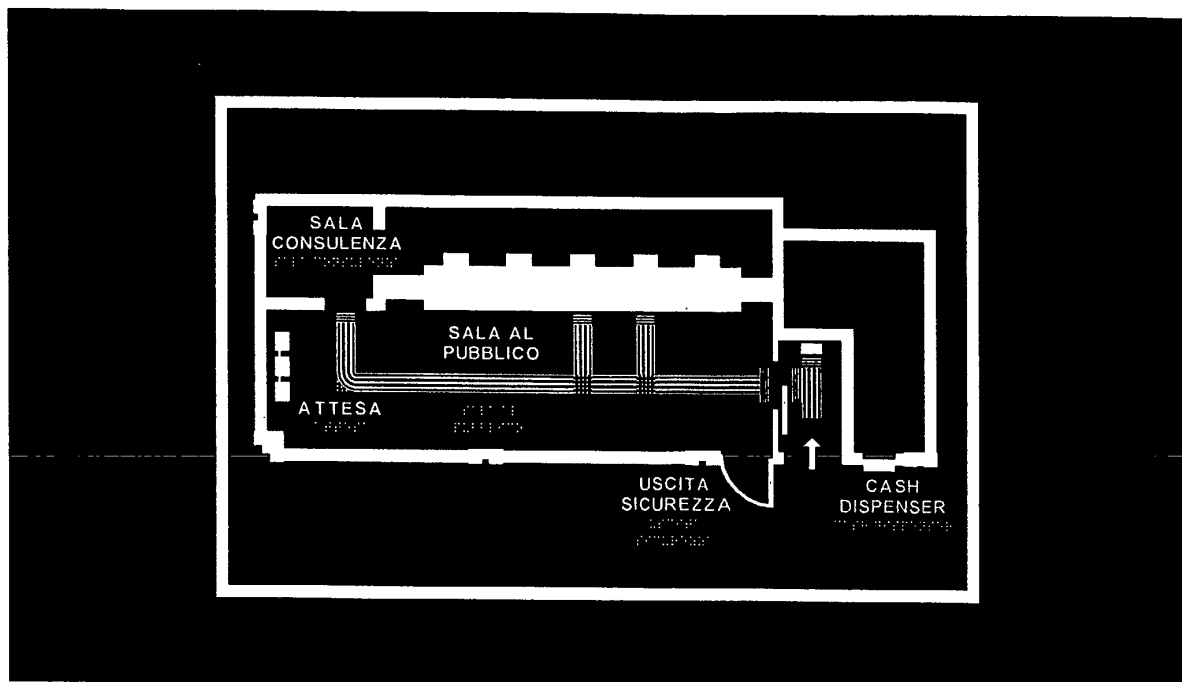 SALA
CONSULENZA
SALA AL
PUBBLICO
ATTESA
USCITA
SICUREZZA
CASH
DISPENSER